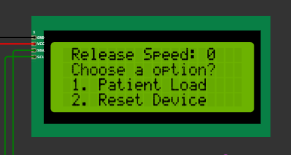 Release Speed: 0
Choose a option?
1. Patient Load
2. Reset Device